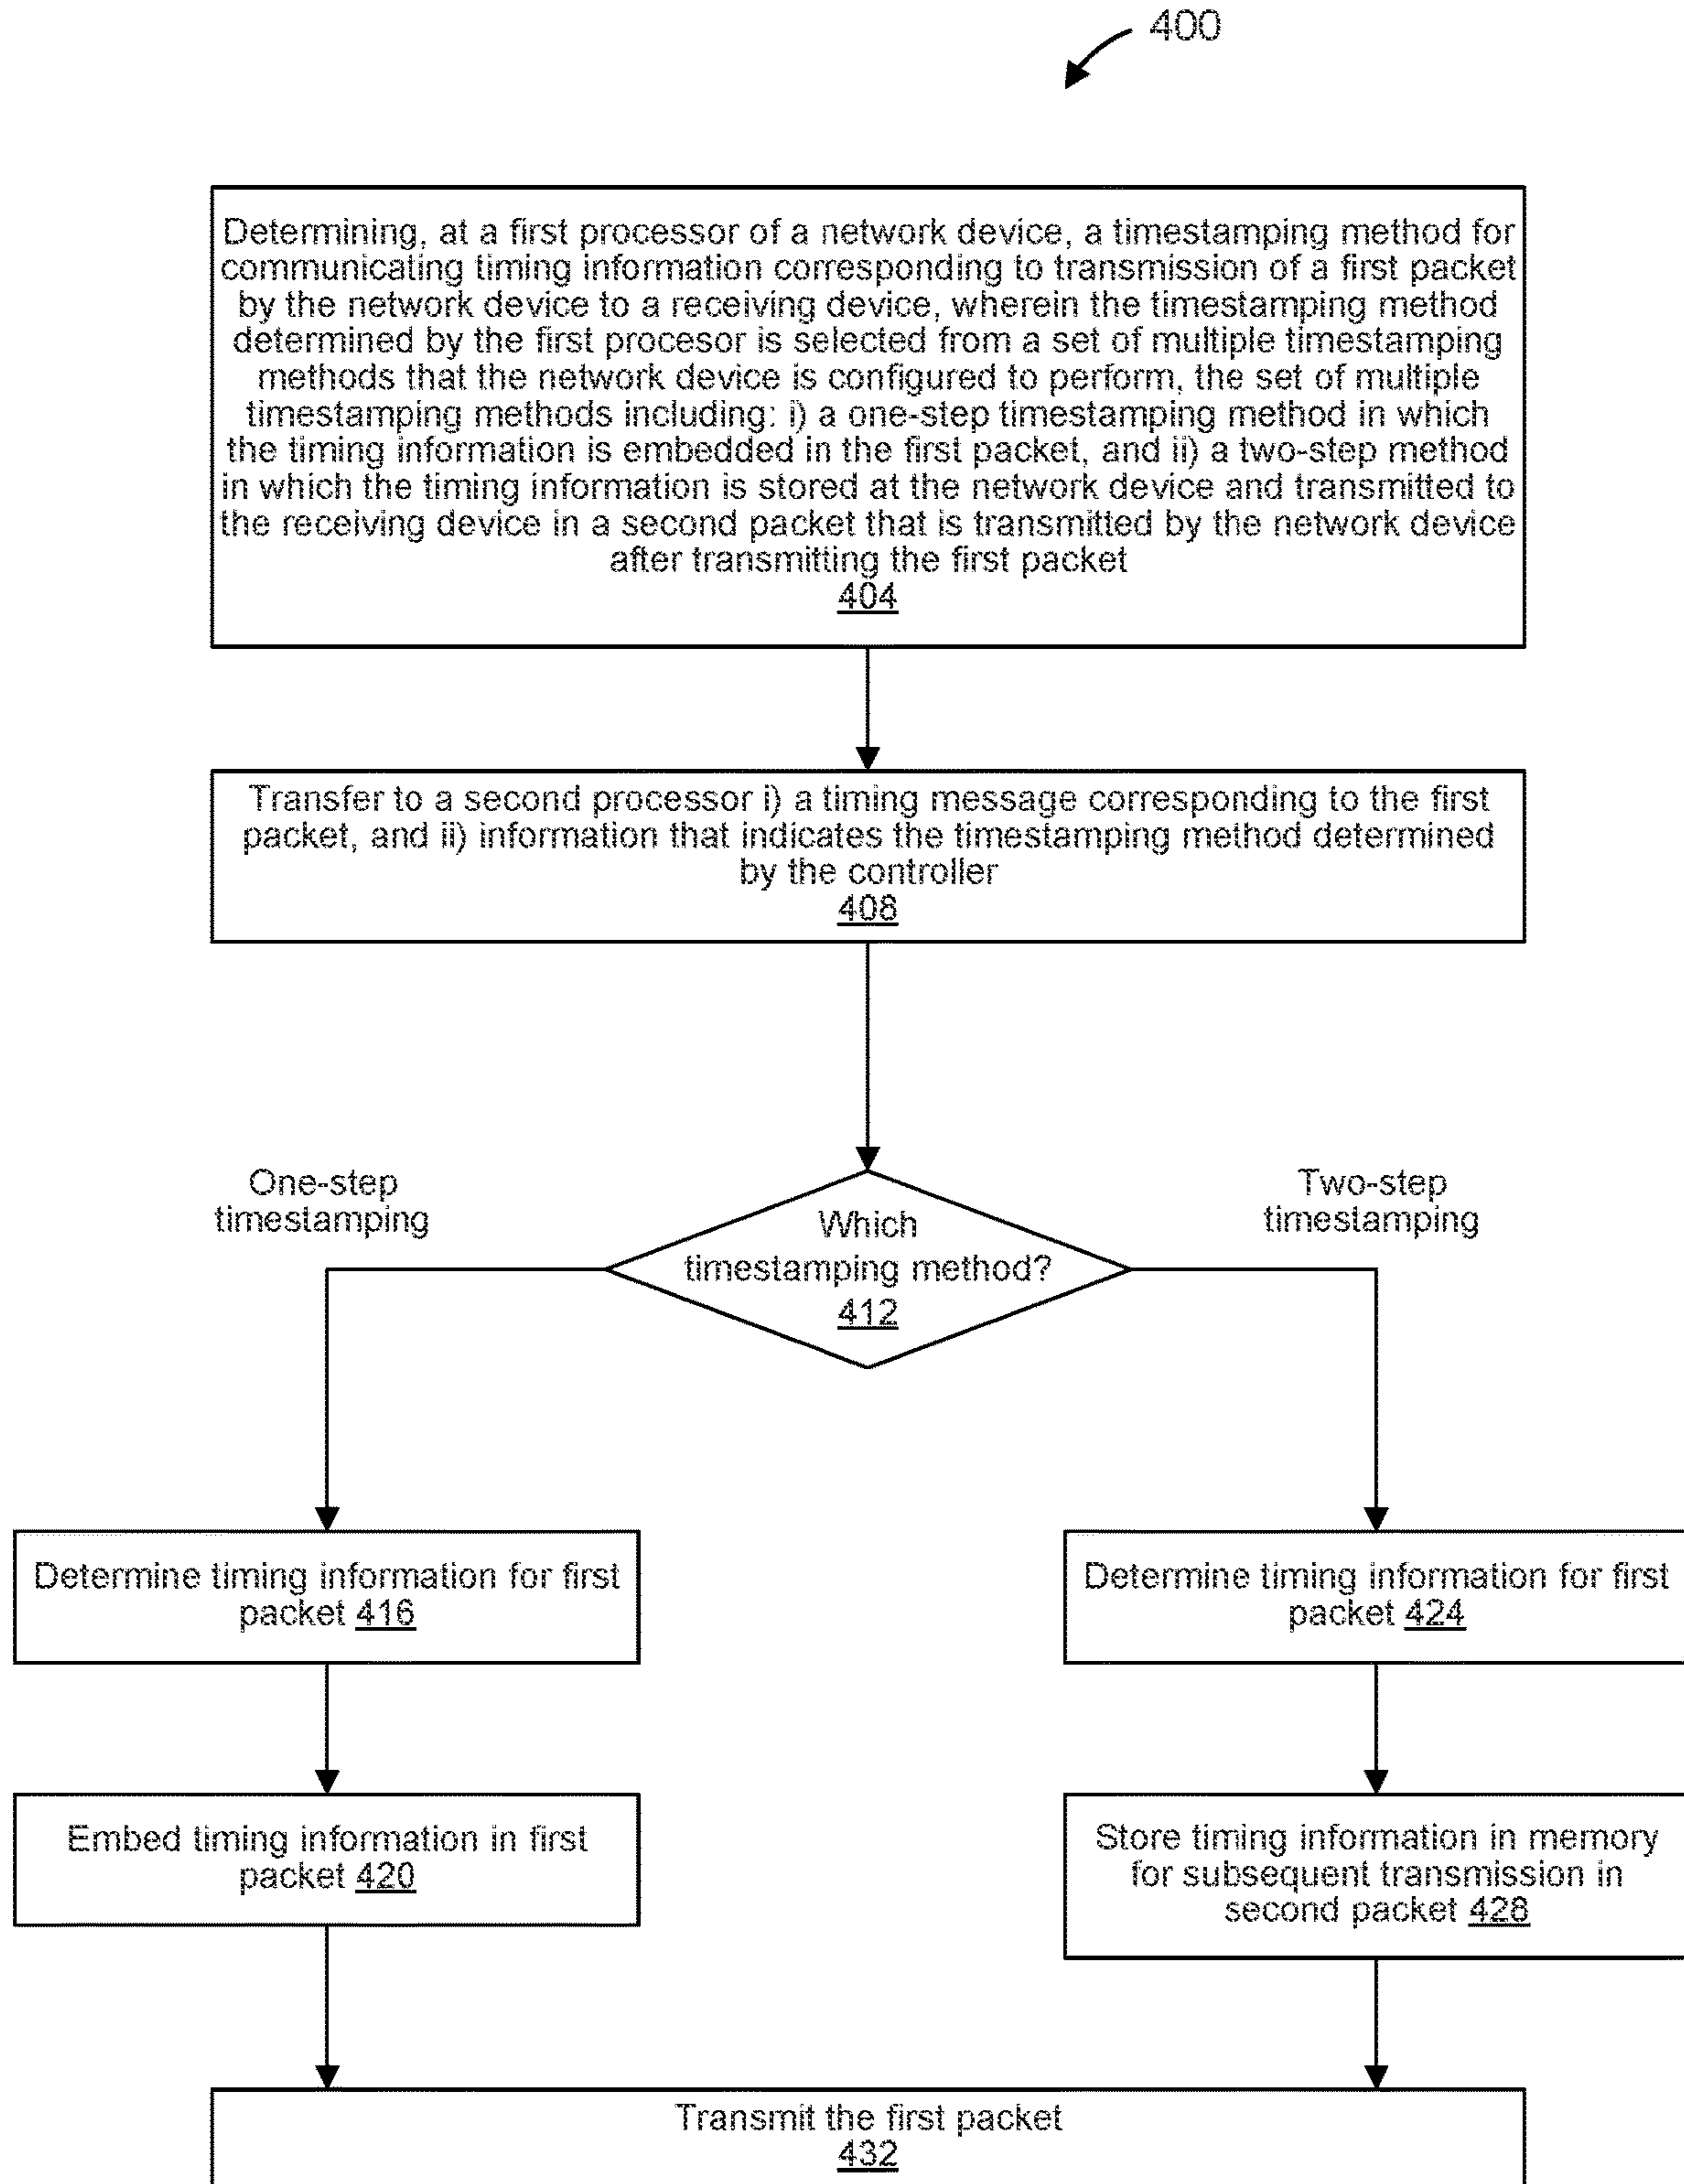 400
Determining, at a first processor of a network device, a timestamping method for
communicating timing information corresponding to transmission of a first packet
by the network device to a receiving device, wherein the timestamping method
determined by the first procesor is selected from a set of multiple timestamping
methods that the network device is configured to perform, the set of multiple
timestamping methods including: i) a one-step timestamping method in which
the timing information is embedded in the first packet, and ii) a two-step method
in which the timing information is stored at the network device and transmitted to
the receiving device in a second packet that is transmitted by the network device
after transmitting the first packet
404
Transfer to a second processor i) a timing message corresponding to the first
packet, and ii) information that indicates the timestamping method determined
by the controller
408
One-step
timestamping
Which
timestamping method?
412
Two-step
timestamping
Determine timing information for first
packet 416
Determine timing information for first
packet 424
Embed timing information in first
packet 420
Store timing information in memory
for subsequent transmission in
second packet 428
Transmit the first packet
432